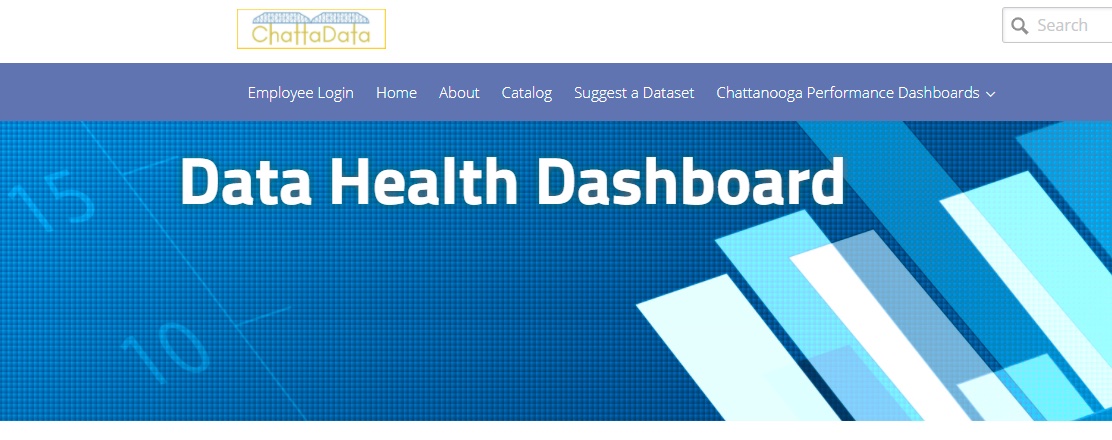 ChattaData
Search
Employee Login Home About Catalog Suggest a Dataset Chattanooga Performance Dashboards
Data Health Dashboard
15
10